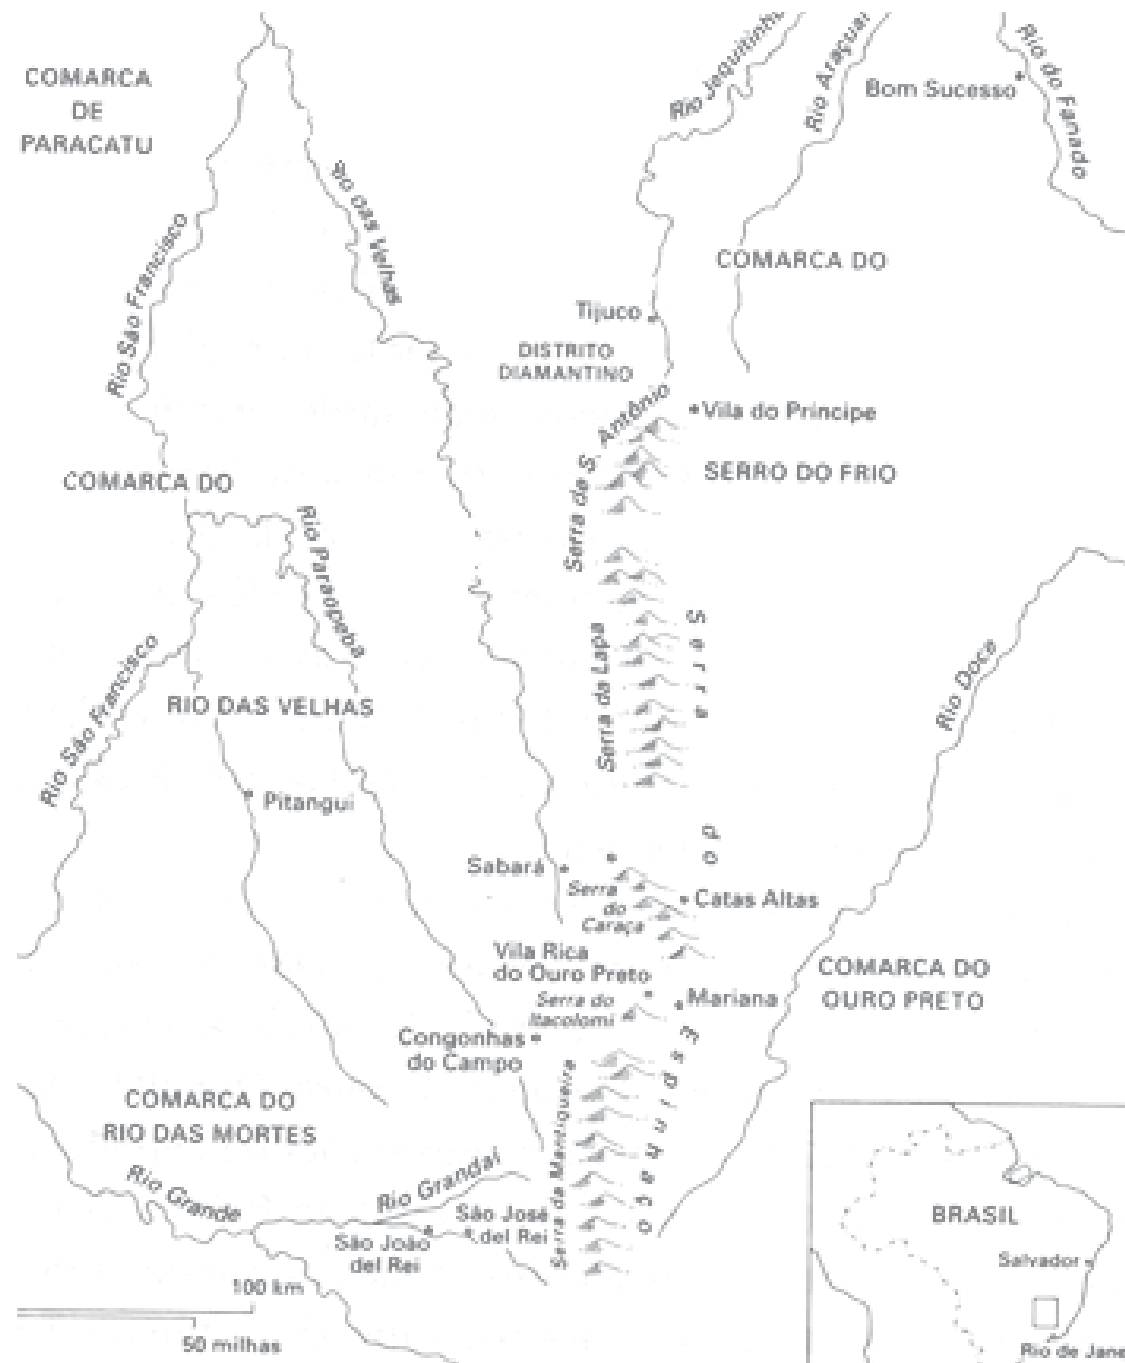 COMARCA
DE
PARACATU
Rio Jequitinh
Rio Araçuaí
Rio do Fanado
Bom Sucesso
Rio São Francisco
das Velhas
COMARCA DO
Tijuco
DISTRITO
DIAMANTINO
Serra de S. Antônio
Vila do Príncipe
COMARCA DO
SERRO DO FRIO
Rio Paraopeba
Serra da Lapa
Serra do Espinhaço
Rio São Francisco
RIO DAS VELHAS
Rio Doce
Pitangui
Sabará
Serra
do
Caraça
Catas Altas
Vila Rica
do Ouro Preto
COMARCA DO
OURO PRETO
Serra do
Itacolomi
Mariana
Congonhas
do Campo
COMARCA DO
RIO DAS MORTES
Serra da Mantiqueira
Rio Grande
Rio Grandaí
São José
del Rei
São João
del Rei
100 km
50 milhas
BRASIL
Salvador
Rio de Jane